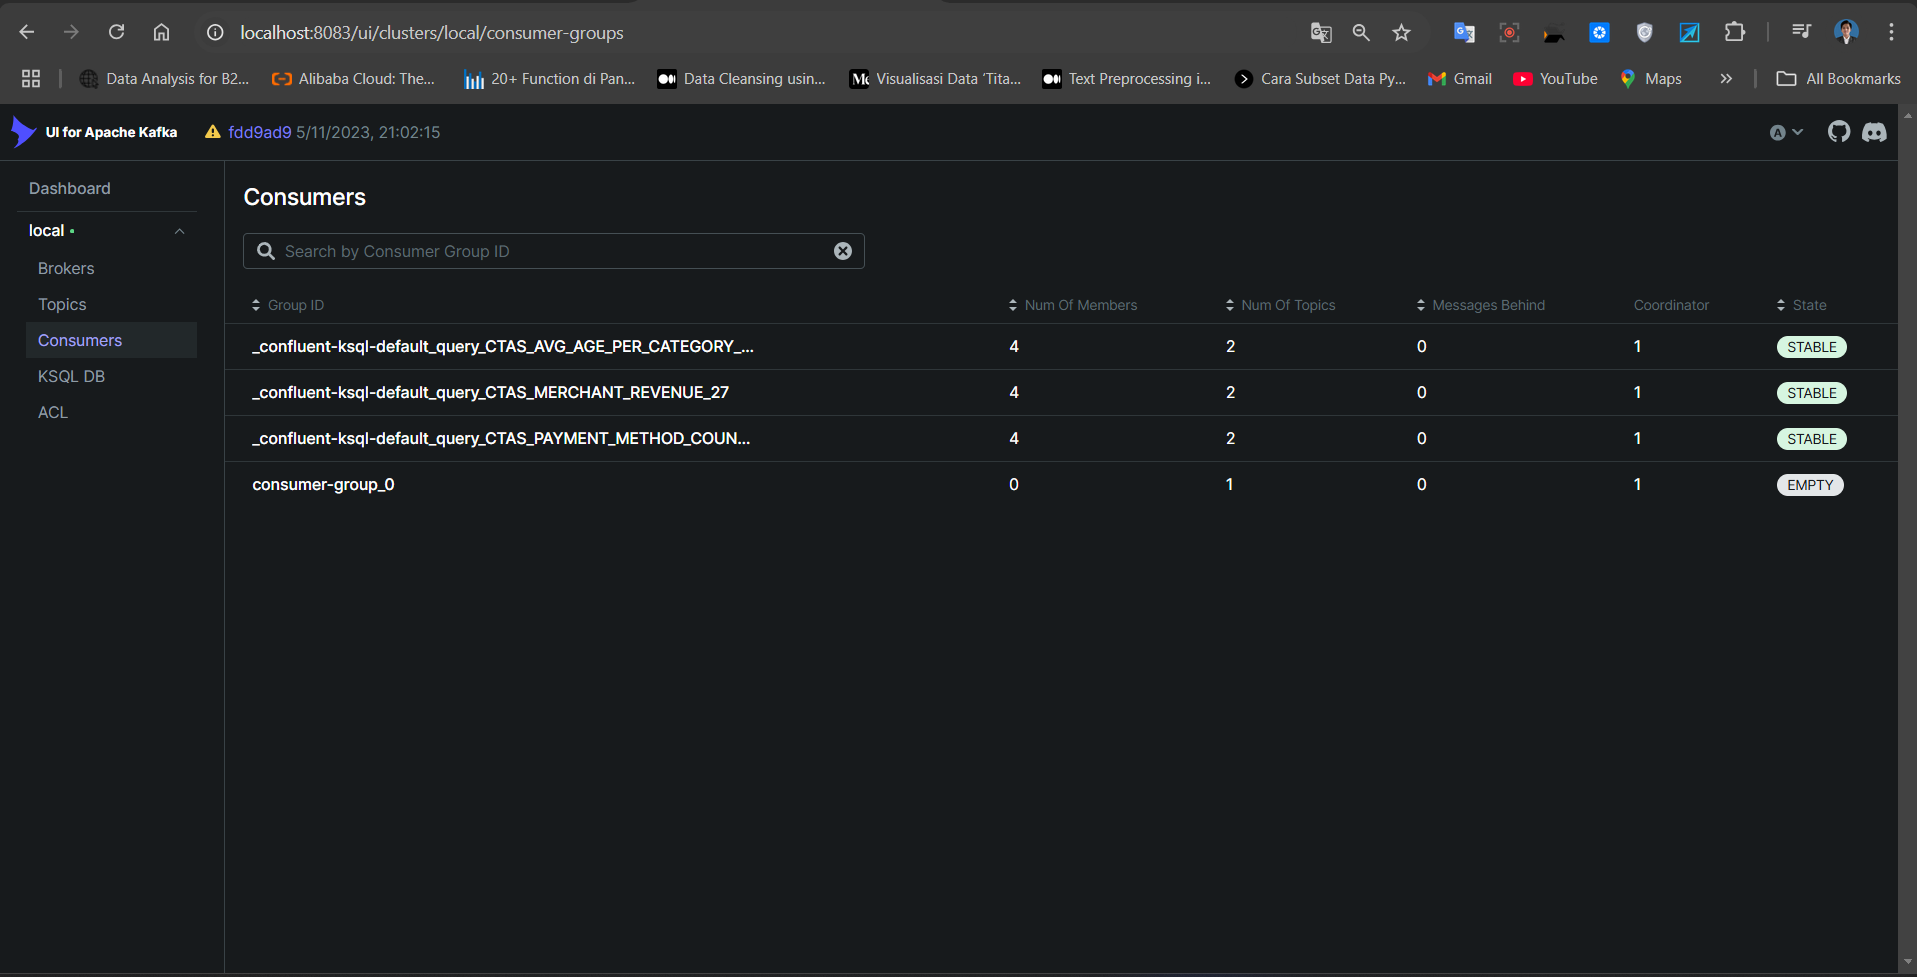 localhost:8083/ui/clusters/local/consumer-groups
Data Analysis for B2... Alibaba Cloud: The... 20+ Function di Pan... Data Cleansing usin... Visualisasi Data ‘Tita... Text Preprocessing i... Cara Subset Data Py... Gmail YouTube Maps » All Bookmarks
UI for Apache Kafka fdd9ad9 5/11/2023, 21:02:15 A
Dashboard
local
Brokers
Topics
Consumers
KSQL DB
ACL
Consumers
Search by Consumer Group ID
Group ID Num Of Members Num Of Topics Messages Behind Coordinator State
_confluent-ksql-default_query_CTAS_AVG_AGE_PER_CATEGORY_... 4 2 0 1 STABLE
_confluent-ksql-default_query_CTAS_MERCHANT_REVENUE_27 4 2 0 1 STABLE
_confluent-ksql-default_query_CTAS_PAYMENT_METHOD_COUN... 4 2 0 1 STABLE
consumer-group_0 0 1 0 1 EMPTY